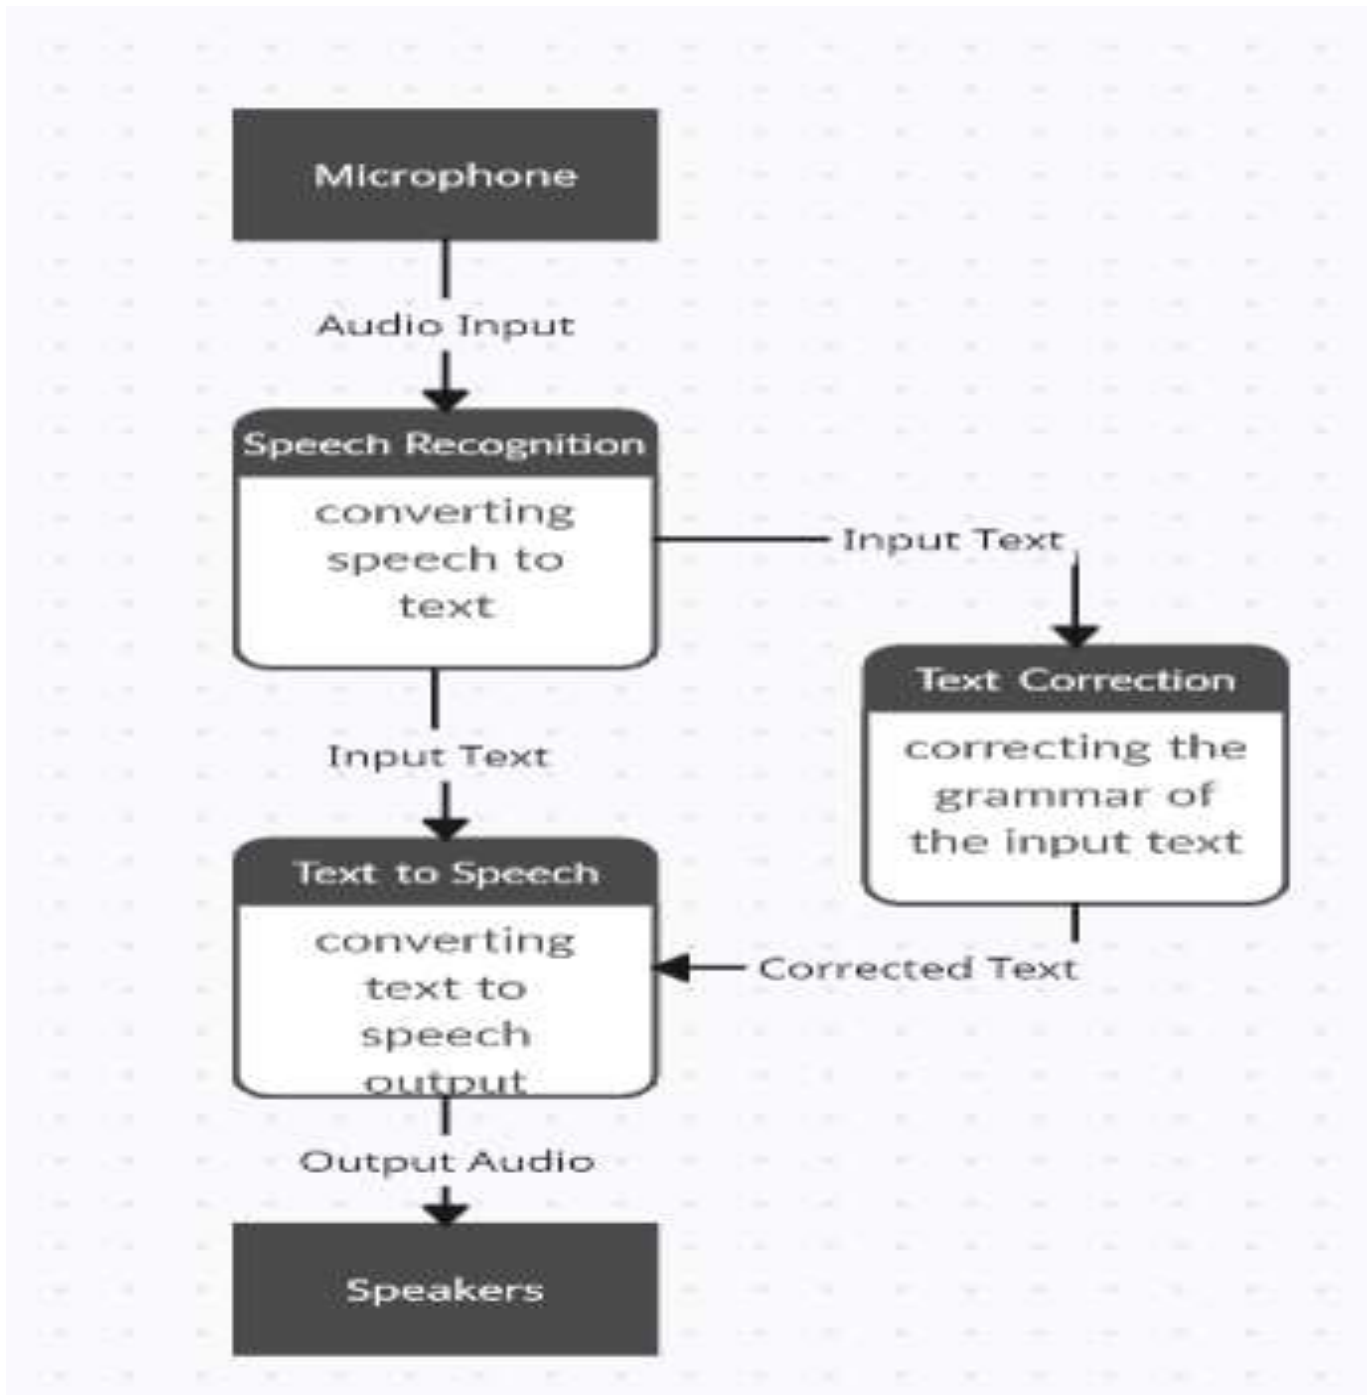 Microphone
Audio Input
Speech Recognition
converting
speech to
text
Input Text
Text Correction
correcting the
grammar of
the input text
Input Text
Text to Speech
converting
text to
speech
output
Corrected Text
Output Audio
Speakers